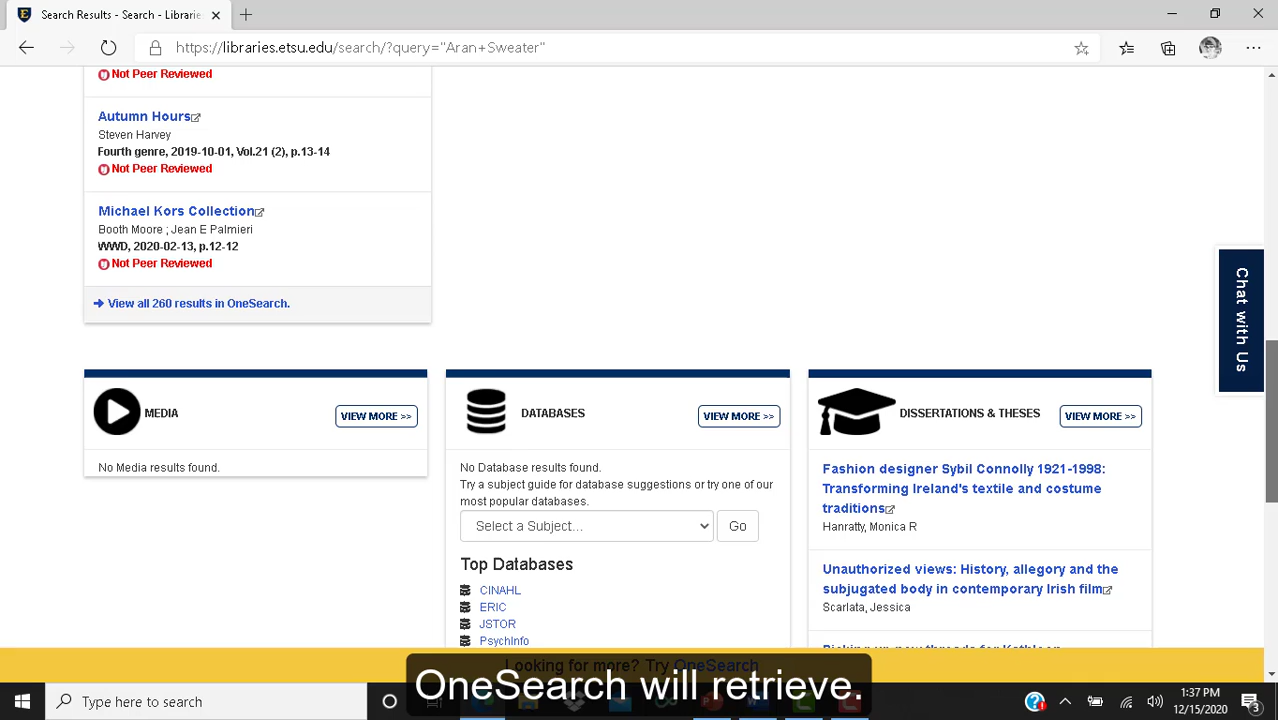 Search Results - Search - Librarie
https://libraries.etsu.edu/search/?query="Aran+Sweater"
Not Peer Reviewed
Autumn Hours
Steven Harvey
Fourth genre, 2019-10-01, Vol.21 (2), p.13-14
Not Peer Reviewed
Michael Kors Collection
Booth Moore ; Jean E Palmieri
WWD, 2020-02-13, p.12-12
Not Peer Reviewed
View all 260 results in OneSearch.
Chat with Us
MEDIA
VIEW MORE >>
No Media results found.
DATABASES
VIEW MORE >>
No Database results found.
Try a subject guide for database suggestions or try one of our
most popular databases.
Select a Subject...
Go
Top Databases
CINAHL
ERIC
JSTOR
PsychInfo
DISSERTATIONS & THESES
VIEW MORE >>
Fashion designer Sybil Connolly 1921-1998:
Transforming Ireland's textile and costume
traditions
Hanratty, Monica R
Unauthorized views: History, allegory and the
subjugated body in contemporary Irish film
Scarlata, Jessica
Looking for more? Try OneSearch
OneSearch will retrieve.
Type here to search
1:37 PM
12/15/2020
3